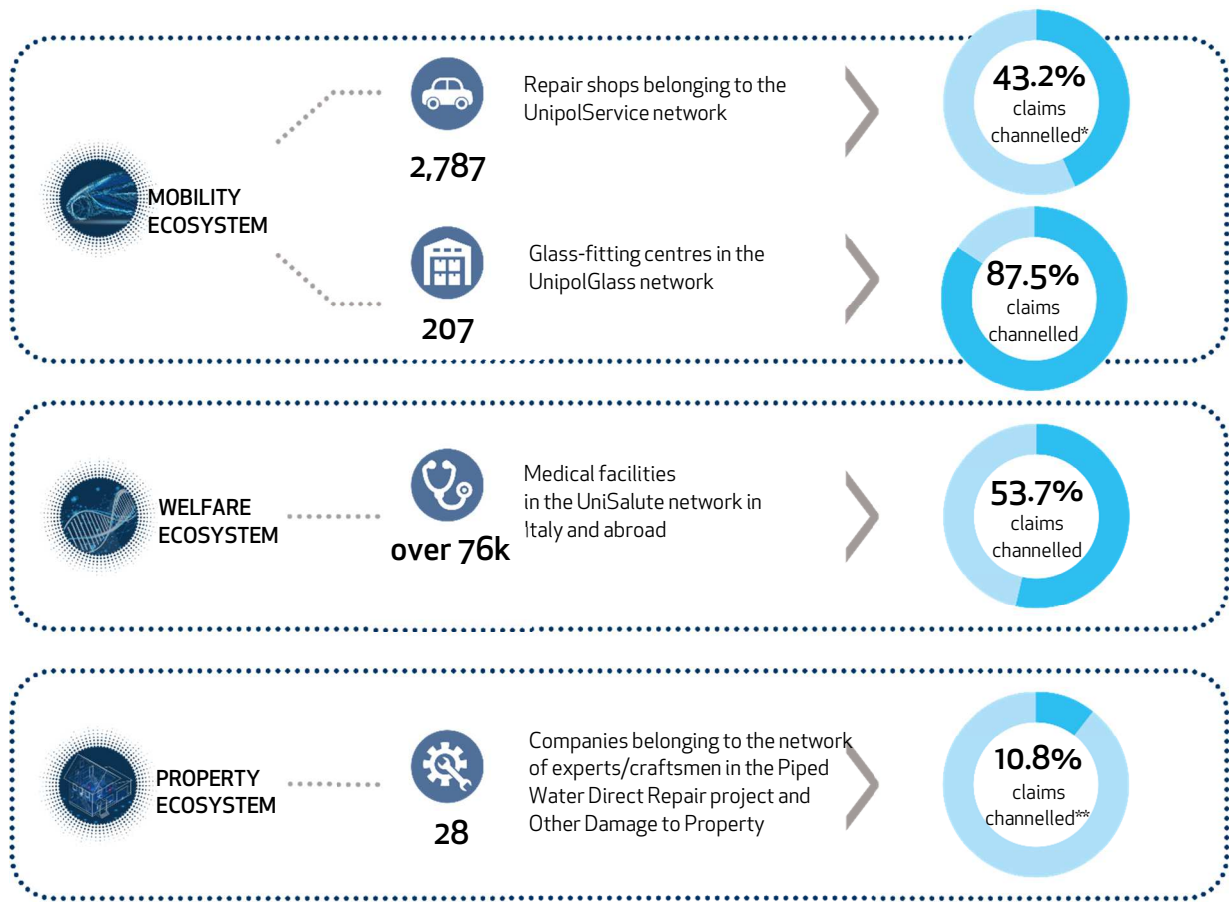 MOBILITY
ECOSYSTEM
2,787
Repair shops belonging to the
UnipolService network
43.2%
claims
channelled*
207
Glass-fitting centres in the
UnipolGlass network
87.5%
claims
channelled
WELFARE
ECOSYSTEM
over 76k
Medical facilities
in the UniSalute network in
Italy and abroad
53.7%
claims
channelled
PROPERTY
ECOSYSTEM
28
Companies belonging to the network
of experts/craftsmen in the Piped
Water Direct Repair project and
Other Damage to Property
10.8%
claims
channelled**